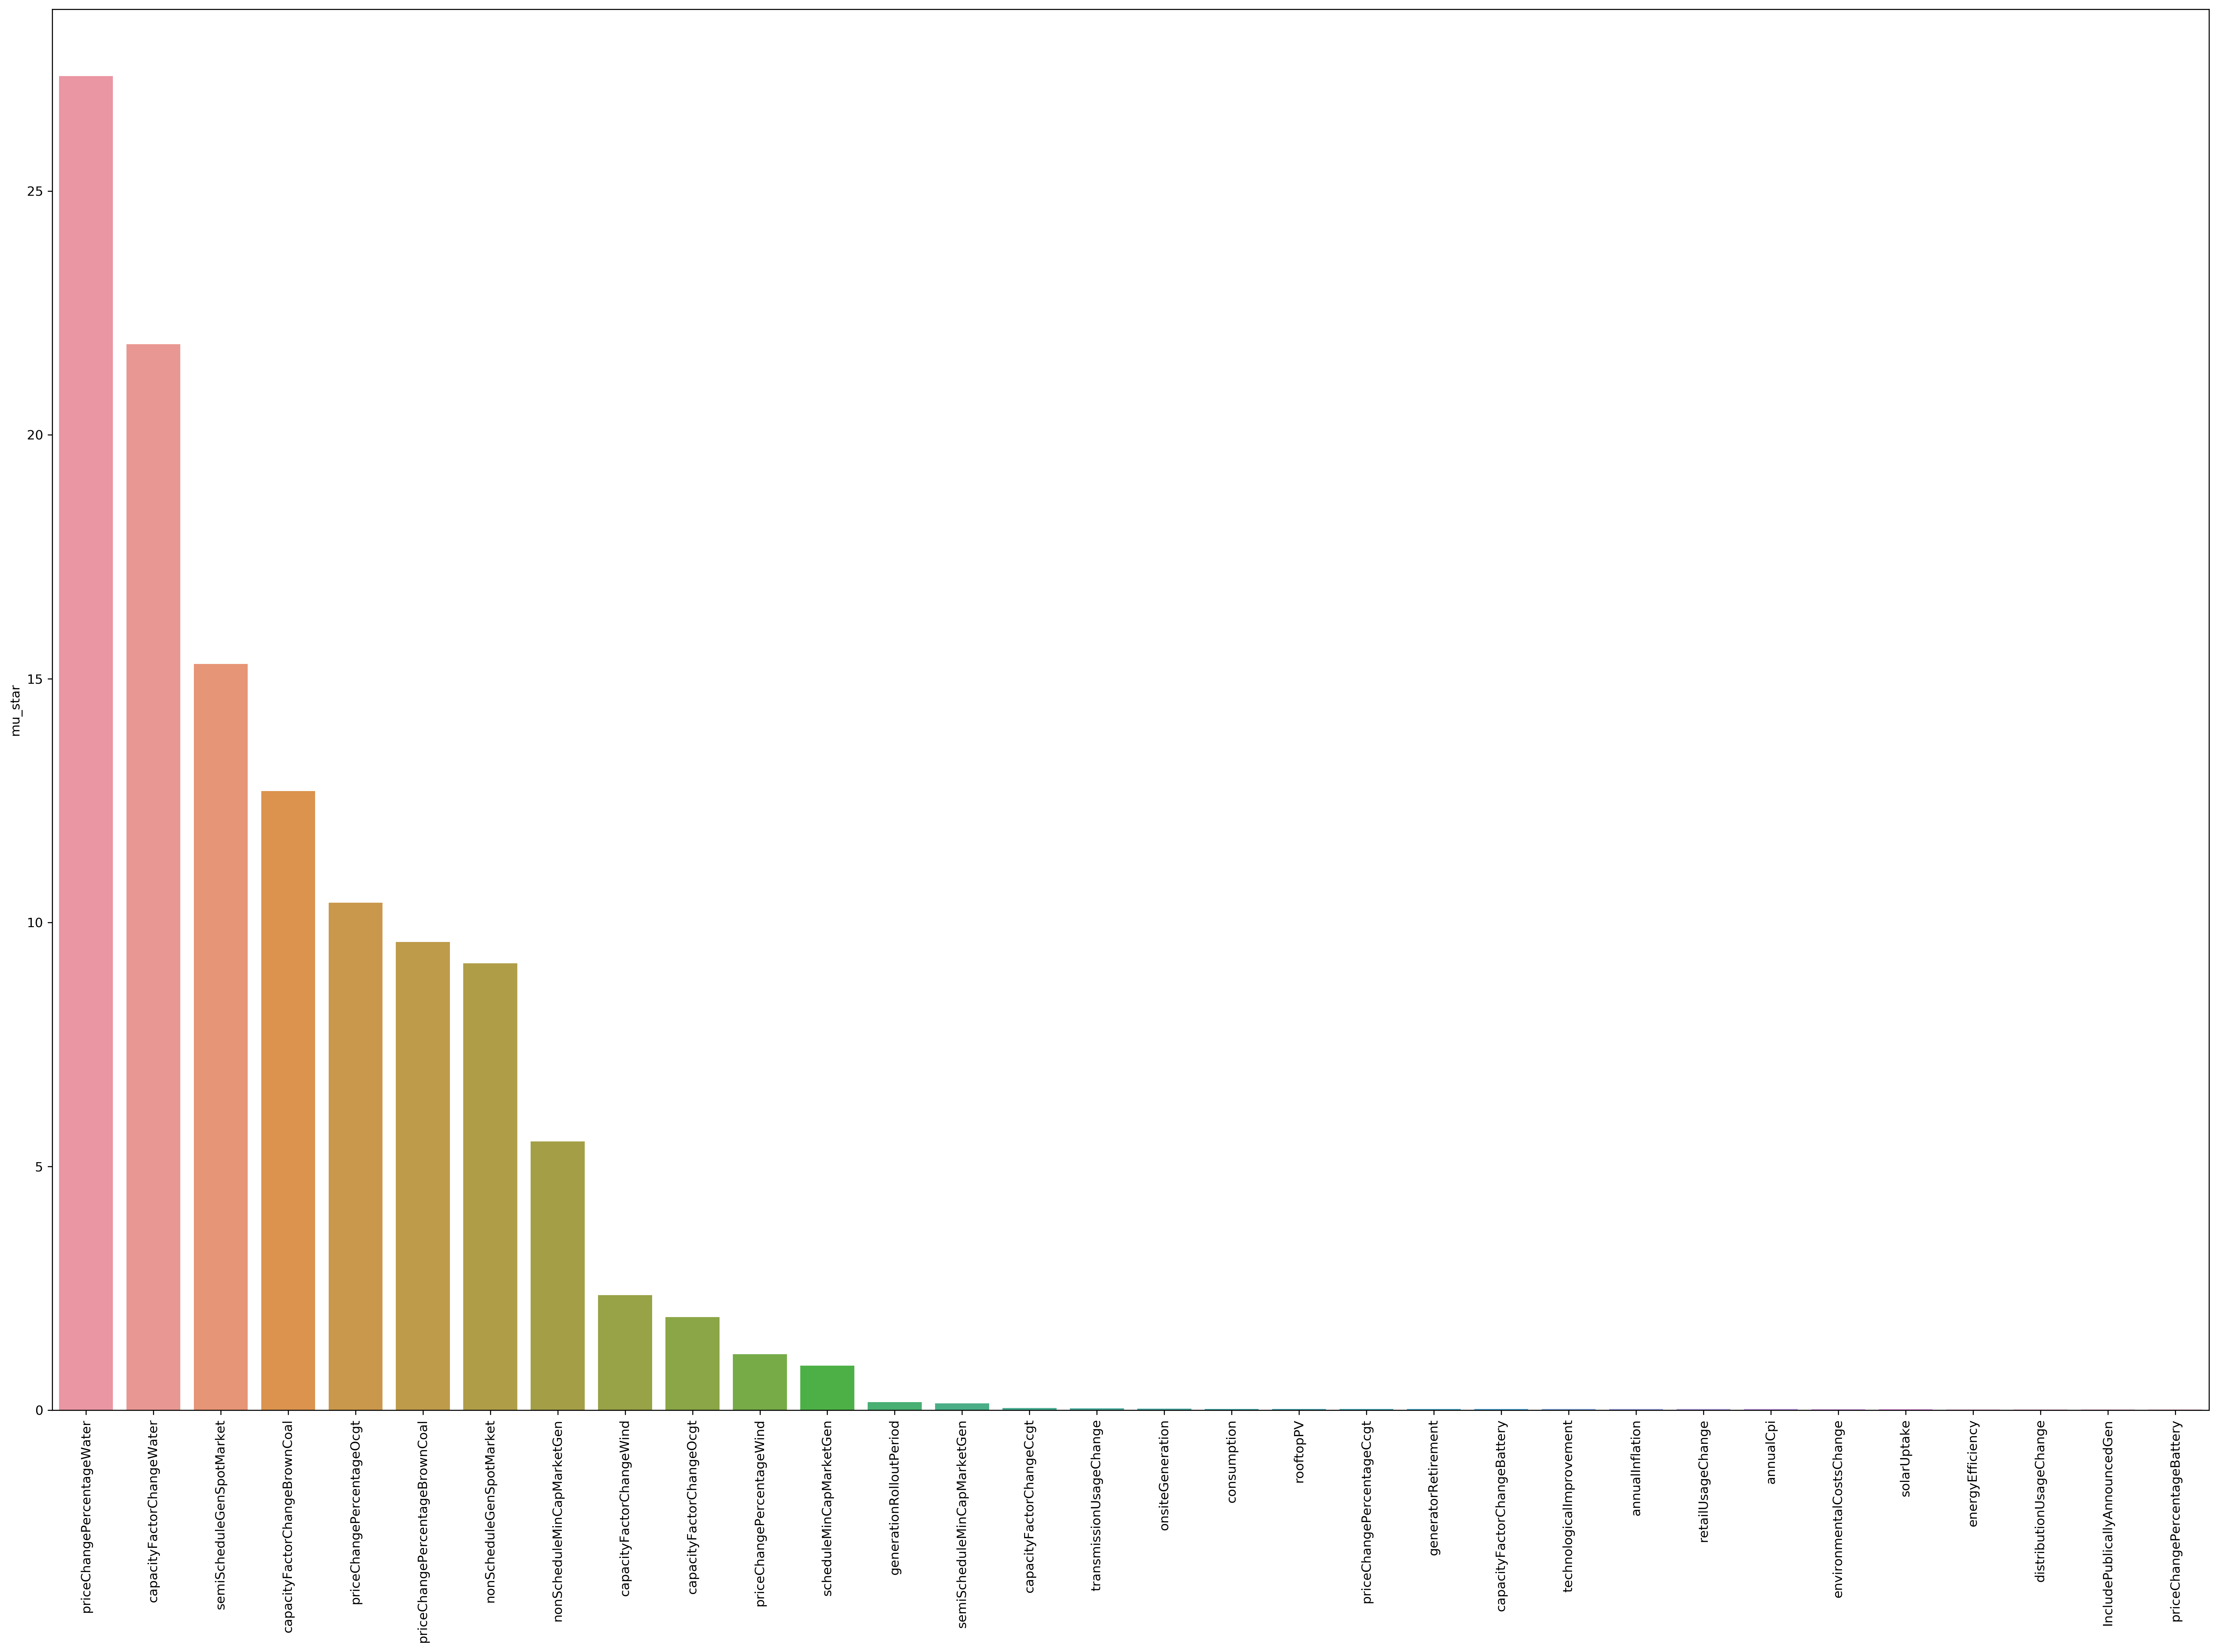 mu_star
25
20
15
10
5
0
priceChangePercentageWater
capacityFactorChangeWater
semiScheduleGenSpotMarket
capacityFactorChangeBrownCoal
priceChangePercentageOcgt
priceChangePercentageBrownCoal
nonScheduleGenSpotMarket
nonScheduleMinCapMarketGen
capacityFactorChangeWind
capacityFactorChangeOcgt
priceChangePercentageWind
scheduleMinCapMarketGen
generationRolloutPeriod
semiScheduleMinCapMarketGen
capacityFactorChangeCcgt
transmissionUsageChange
onsiteGeneration
consumption
rooftopPV
priceChangePercentageCcgt
generatorRetirement
capacityFactorChangeBattery
technologicalImprovement
annualInflation
retailUsageChange
annualCpi
environmentalCostsChange
solarUptake
energyEfficiency
distributionUsageChange
IncludePublicallyAnnouncedGen
priceChangePercentageBattery